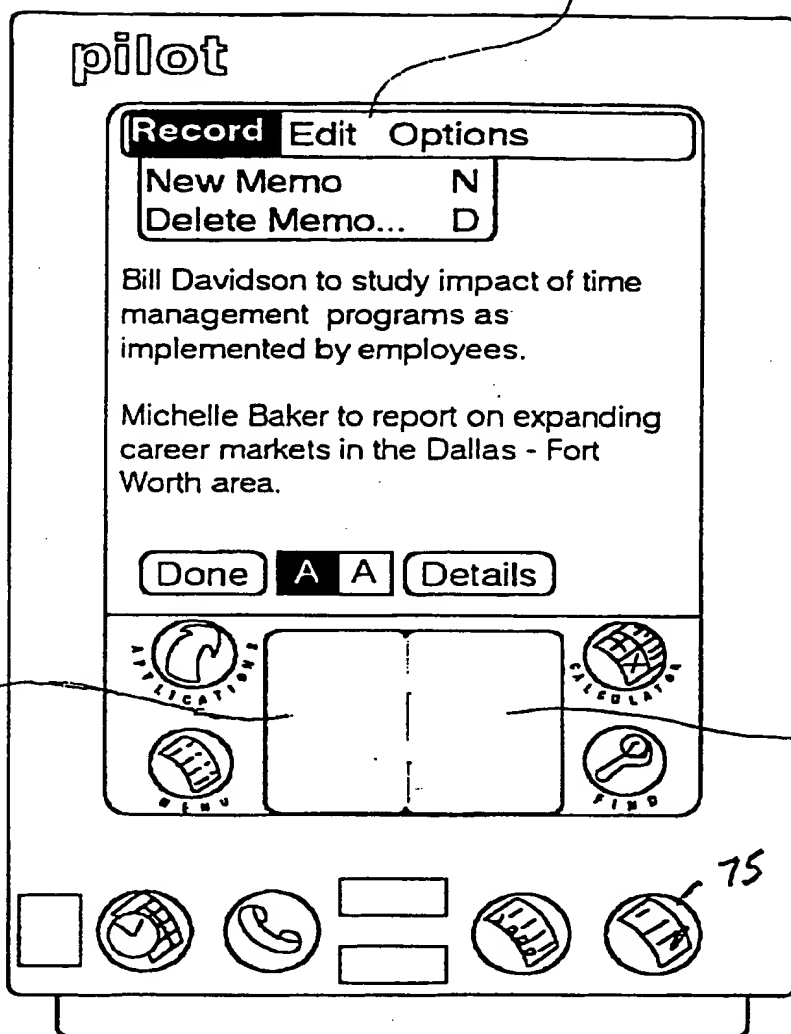 pilot
Record Edit Options
New Memo N
Delete Memo... D
Bill Davidson to study impact of time
management programs as
implemented by employees.
Michelle Baker to report on expanding
career markets in the Dallas - Fort
Worth area.
Done A A Details
APPLICATIONS CALCULATOR
MENU FIND
75